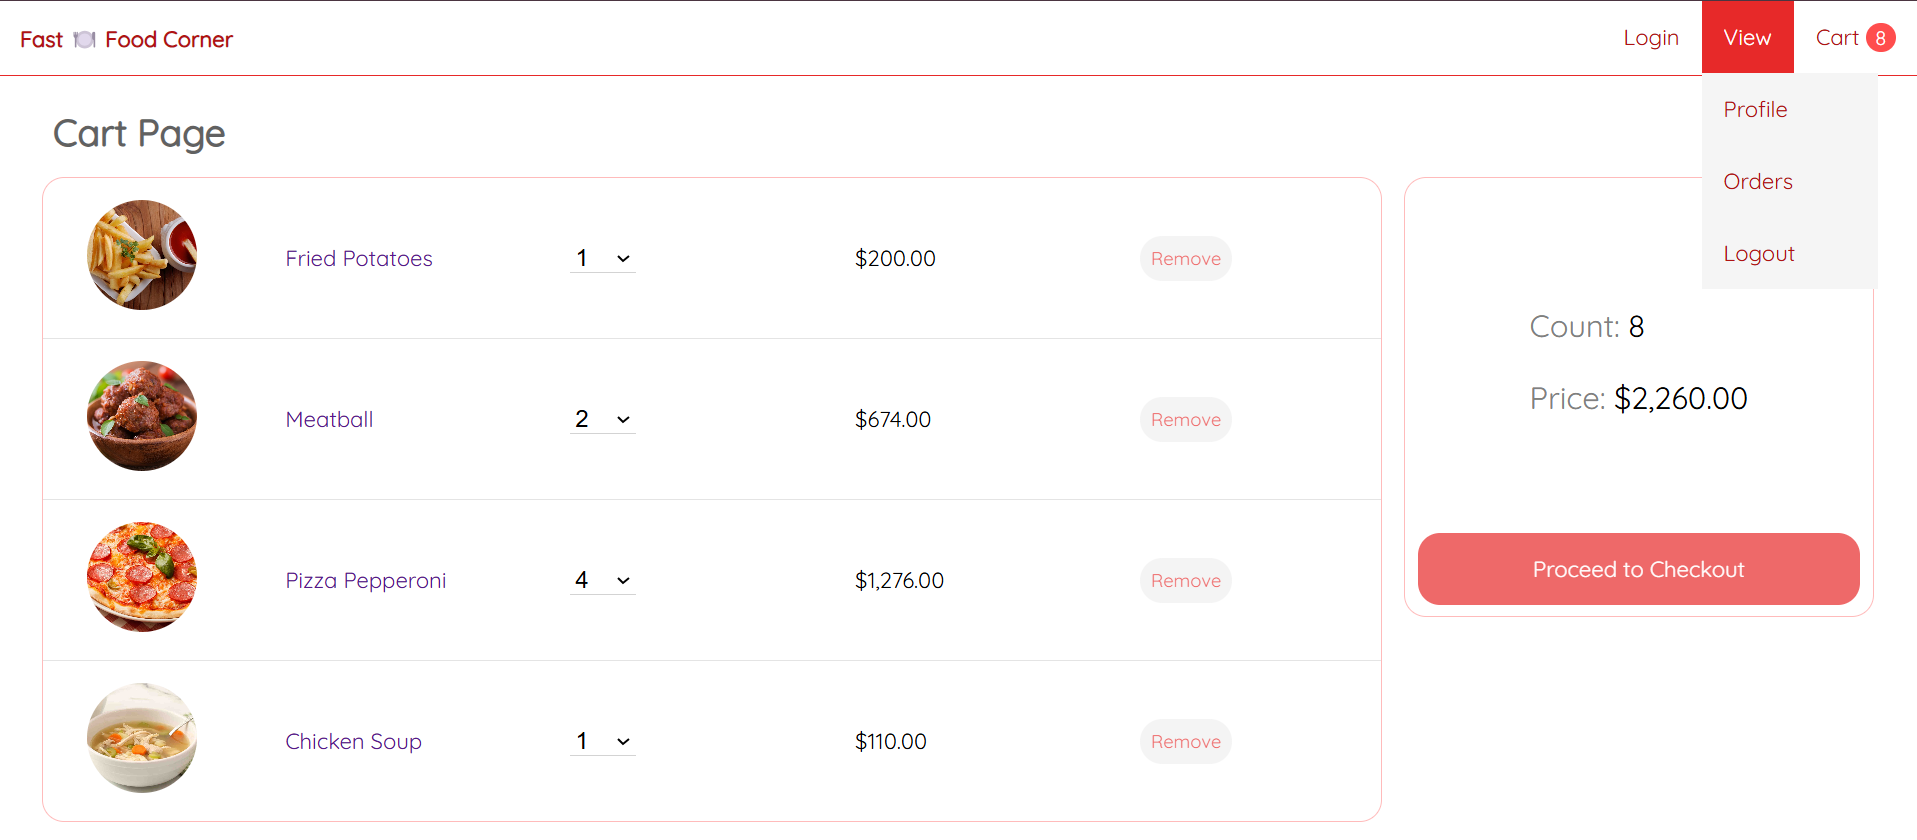 Fast 🍽️ Food Corner
Login
View
Cart 8
Profile
Orders
Logout
Cart Page
Fried Potatoes 1 $200.00 Remove
Meatball 2 $674.00 Remove
Pizza Pepperoni 4 $1,276.00 Remove
Chicken Soup 1 $110.00 Remove
Count: 8
Price: $2,260.00
Proceed to Checkout